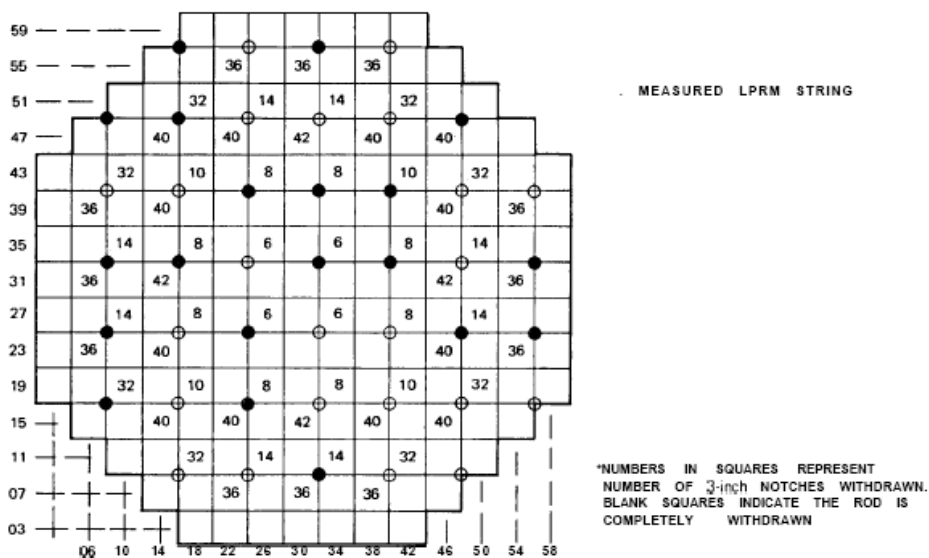 59
55 36 36 36
51 32 14 14 32
. MEASURED LPRM STRING
47 40 40 42 40 40
43 32 10 8 8 10 32
39 36 40 40 36
35 14 8 6 6 8 14
31 36 42 42 36
27 14 8 6 6 8 14
23 36 40 40 36
19 32 10 8 8 10 32
15 40 40 42 40 40
11 32 14 14 32
07 36 36 36
03
06 10 14 18 22 26 30 34 38 42 46 50 54 58
*NUMBERS IN SQUARES REPRESENT
NUMBER OF 3-inch NOTCHES WITHDRAWN.
BLANK SQUARES INDICATE THE ROD IS
COMPLETELY WITHDRAWN